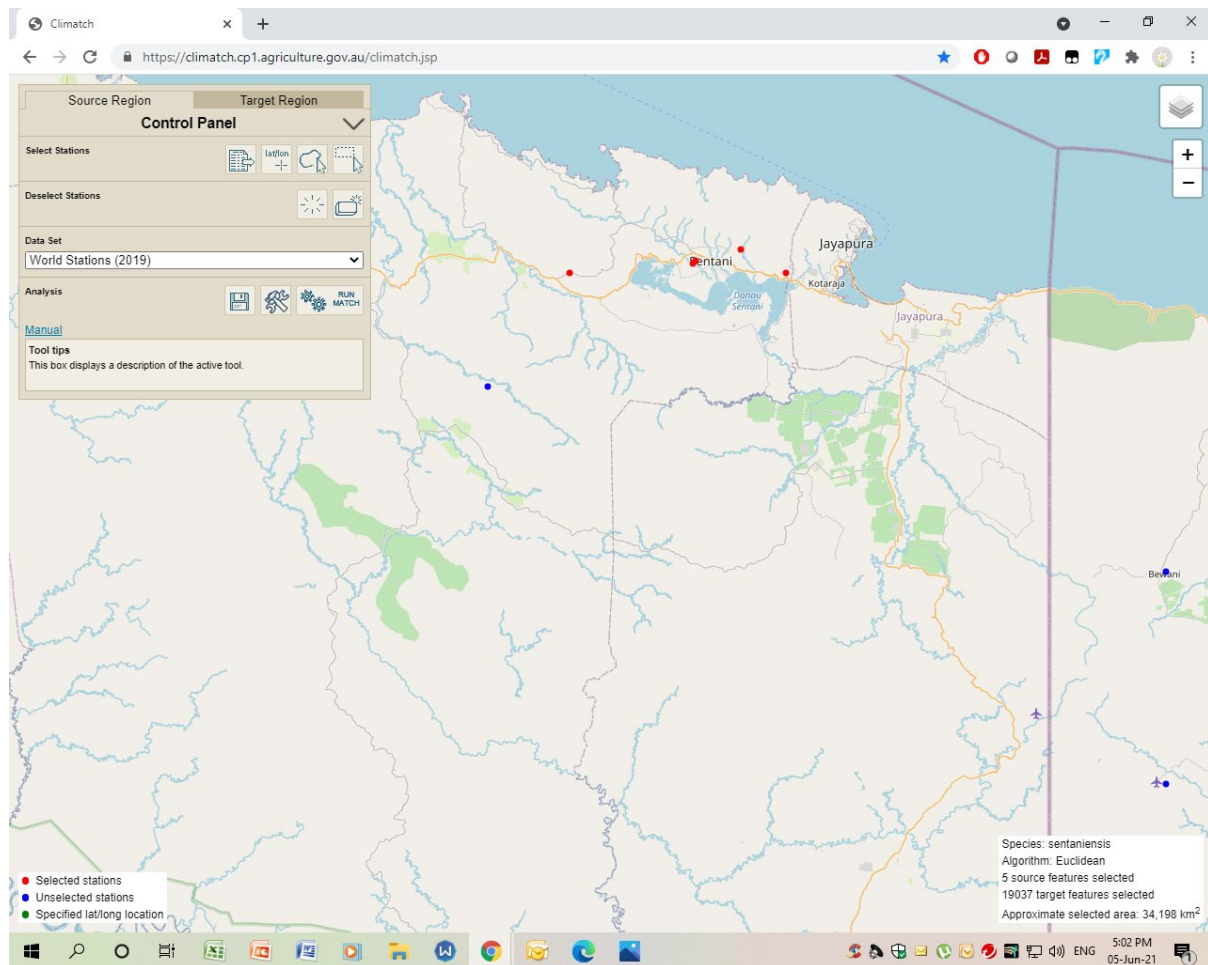 Climatch
https://climatch.cp1.agriculture.gov.au/climatch.jsp
Source Region
Target Region
Control Panel
Select Stations
lat/lon
Deselect Stations
Data Set
World Stations (2019)
Analysis
RUN
MATCH
Manual
Tool tips
This box displays a description of the active tool.
Jayapura
Sentani
Kotaraja
Danau
Sentani
Jayapura
Bewani
+
−
Selected stations
Unselected stations
Specified lat/long location
Species: sentaniensis
Algorithm: Euclidean
5 source features selected
19037 target features selected
Approximate selected area: 34,198 km²
ENG
5:02 PM
05-Jun-21